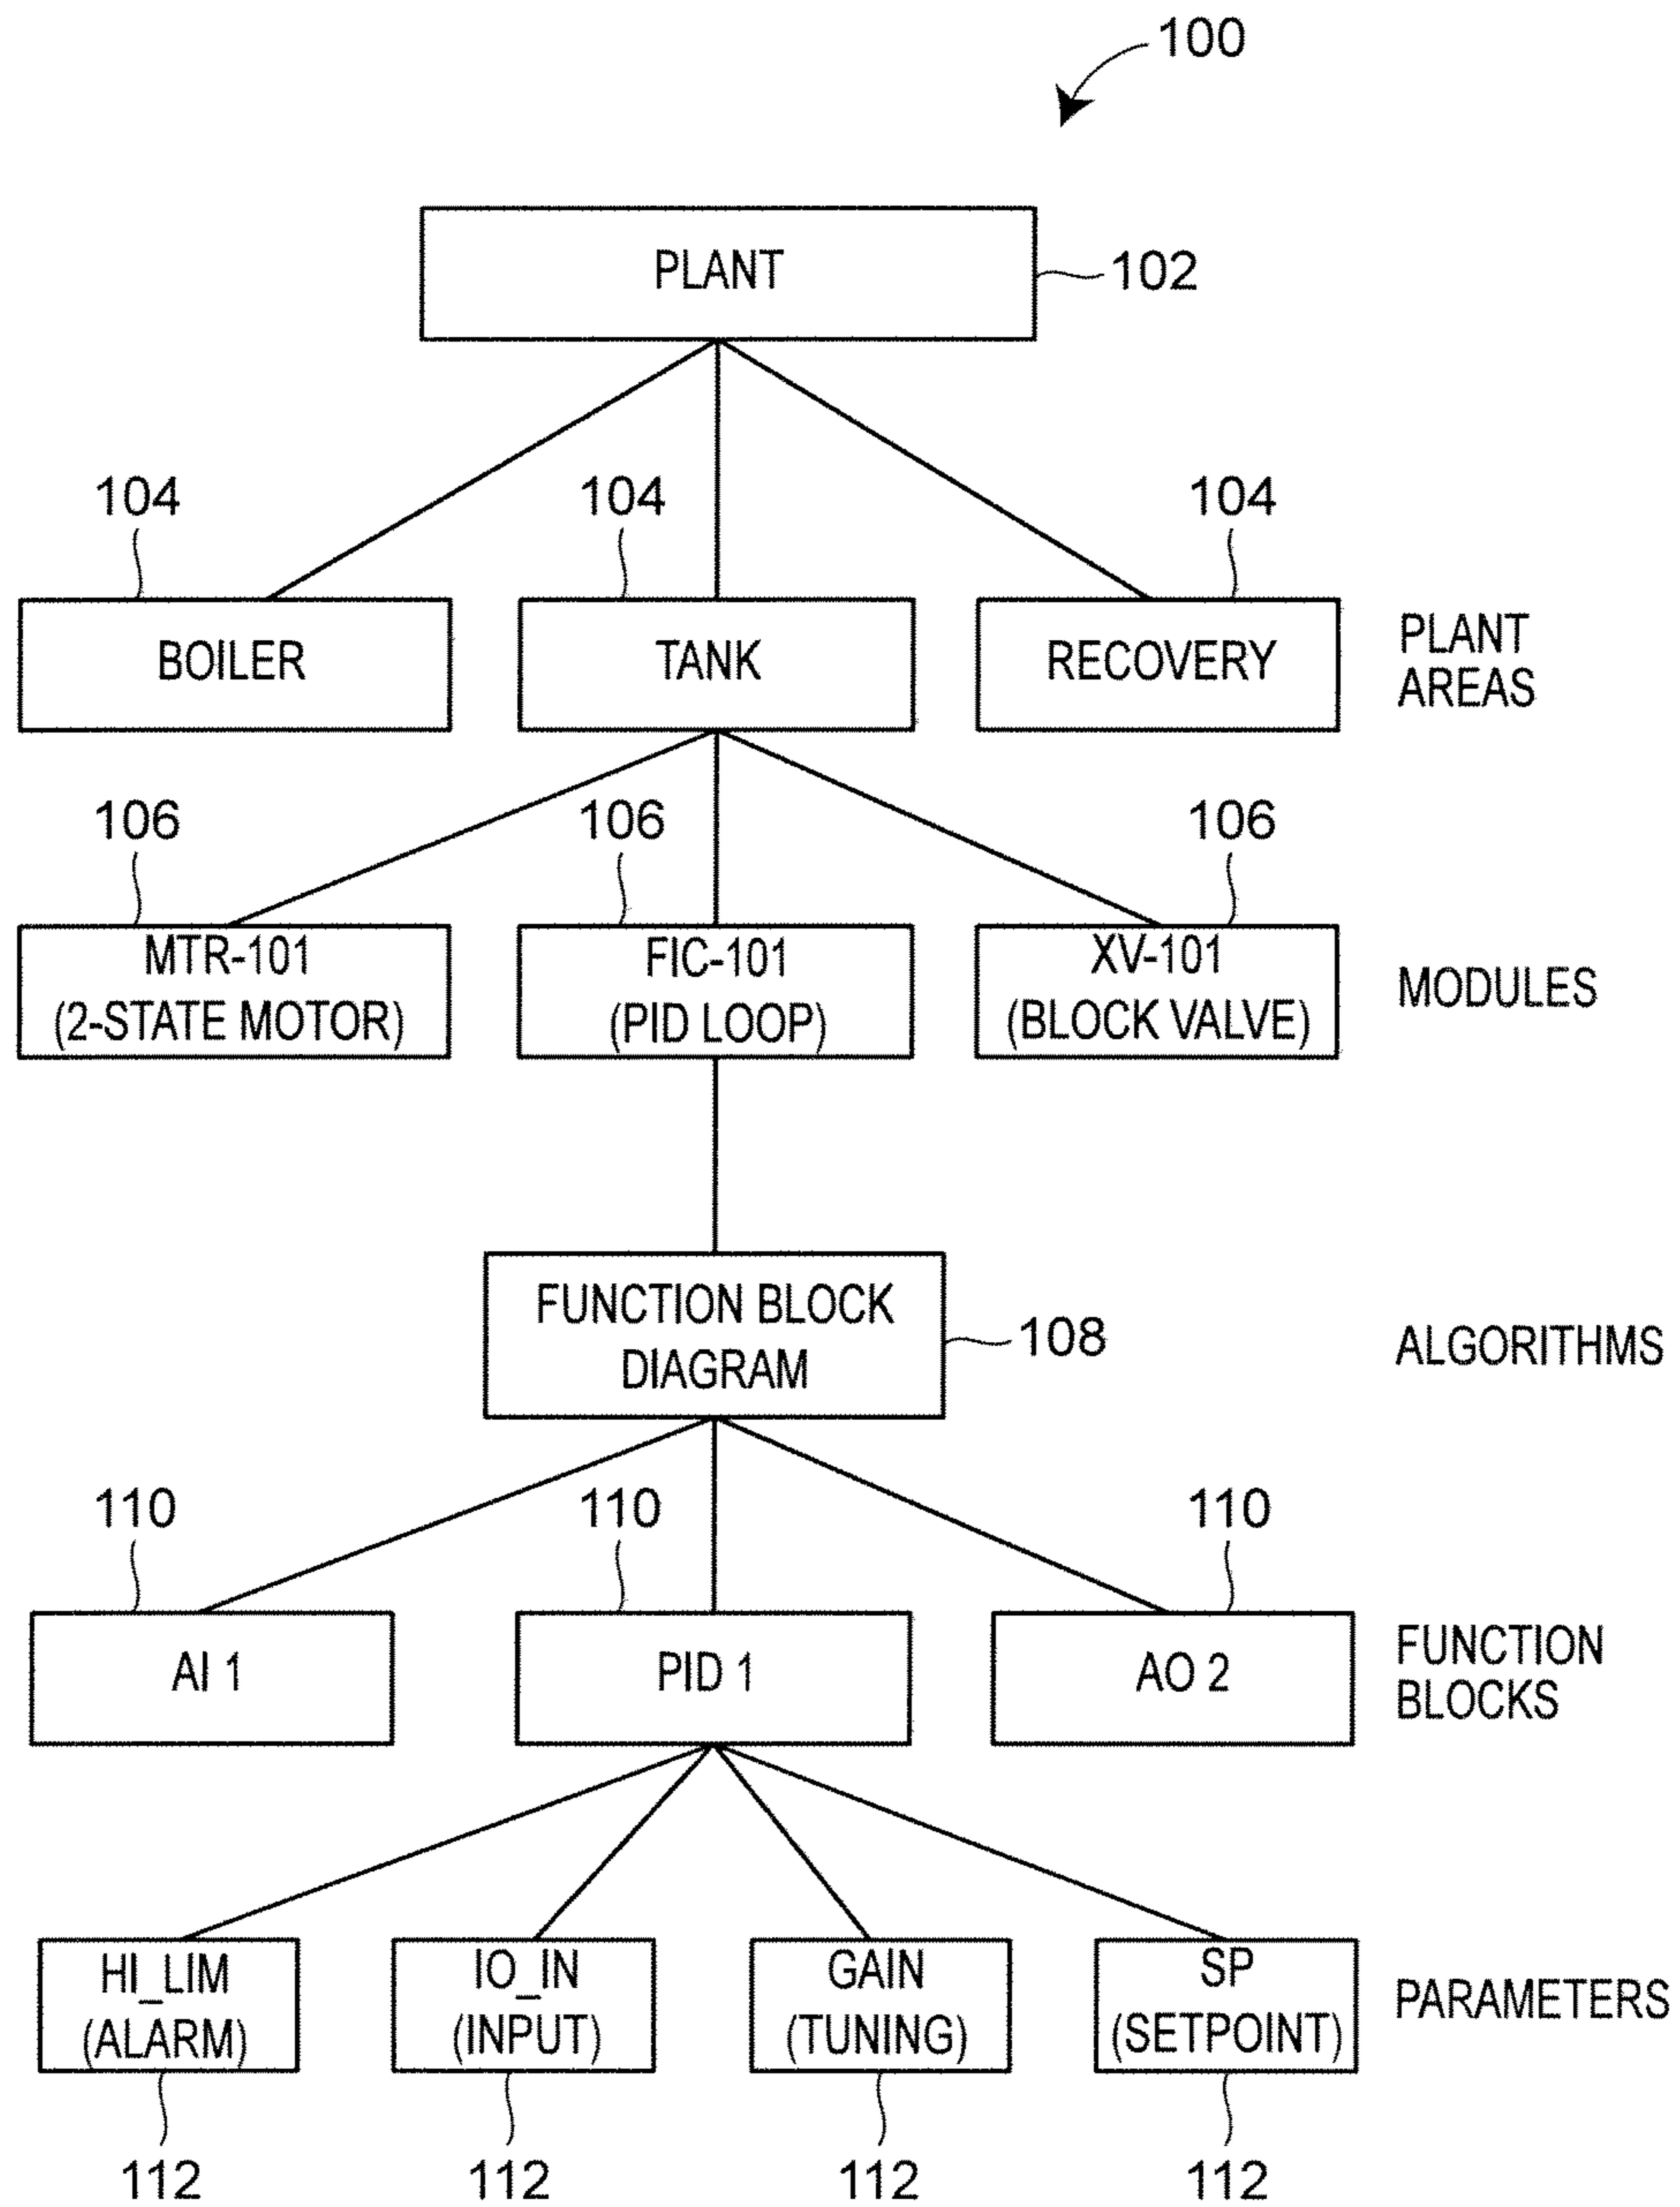 100
PLANT
102
104
104
104
BOILER
TANK
RECOVERY
PLANT
AREAS
106
106
106
MTR-101
(2-STATE MOTOR)
FIC-101
(PID LOOP)
XV-101
(BLOCK VALVE)
MODULES
FUNCTION BLOCK
DIAGRAM
108
ALGORITHMS
110
110
110
AI 1
PID 1
AO 2
FUNCTION
BLOCKS
HI_LIM
(ALARM)
IO_IN
(INPUT)
GAIN
(TUNING)
SP
(SETPOINT)
PARAMETERS
112
112
112
112